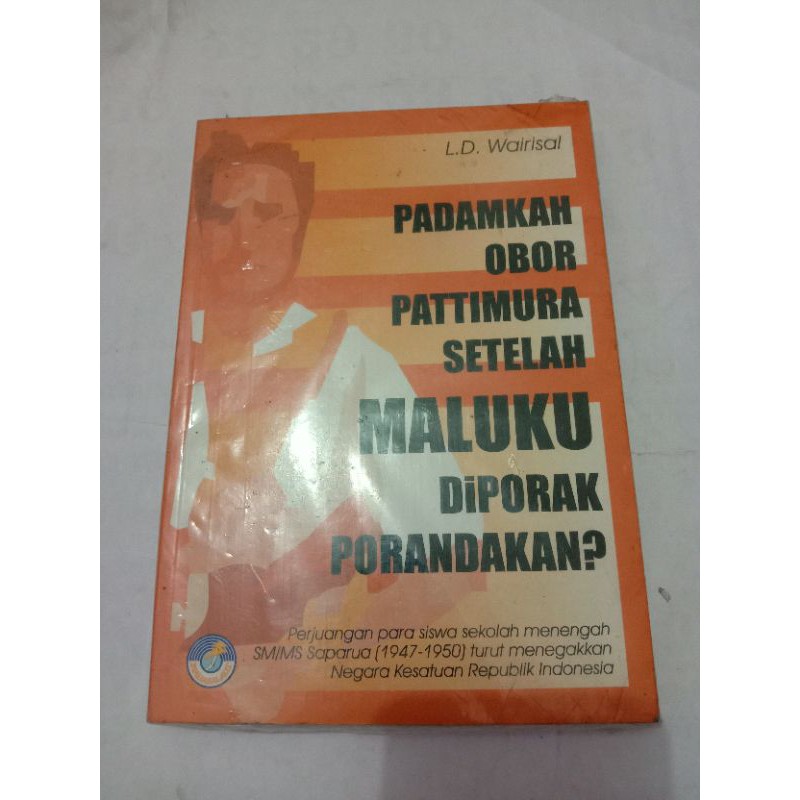 L.D. Wairisal
PADAMKAH
OBOR
PATTIMURA
SETELAH
MALUKU
DiPORAK
PORANDAKAN?
Perjuangan para siswa sekolah menengah
SM/MS Saparua (1947-1950) turut menegakkan
Negara Kesatuan Republik Indonesia